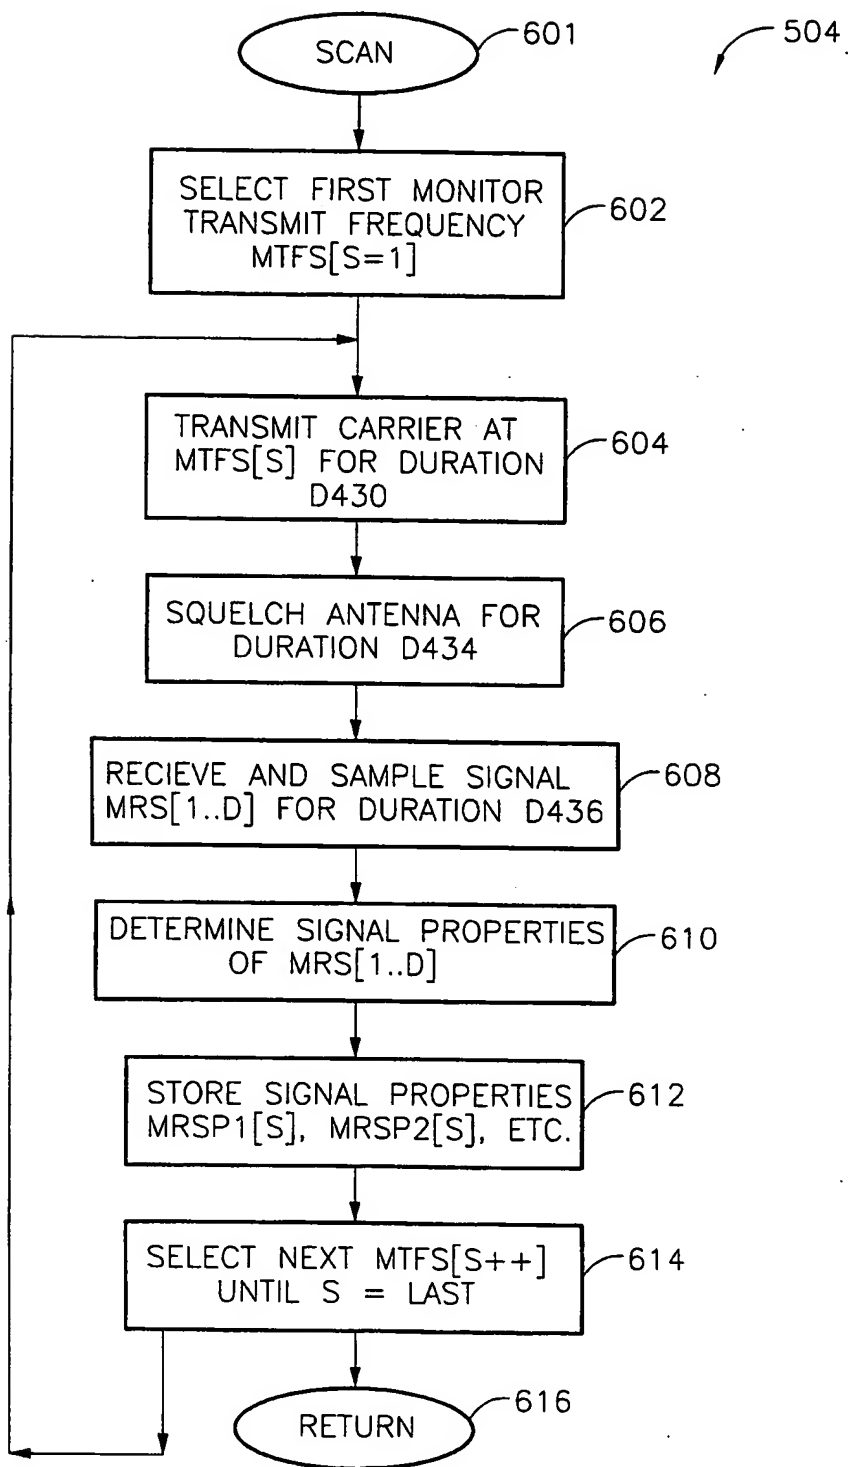 SCAN
601
504
SELECT FIRST MONITOR
TRANSMIT FREQUENCY
MTFS[S=1]
602
TRANSMIT CARRIER AT
MTFS[S] FOR DURATION
D430
604
SQUELCH ANTENNA FOR
DURATION D434
606
RECIEVE AND SAMPLE SIGNAL
MRS[1..D] FOR DURATION D436
608
DETERMINE SIGNAL PROPERTIES
OF MRS[1..D]
610
STORE SIGNAL PROPERTIES
MRSP1[S], MRSP2[S], ETC.
612
SELECT NEXT MTFS[S++]
UNTIL S = LAST
614
RETURN
616